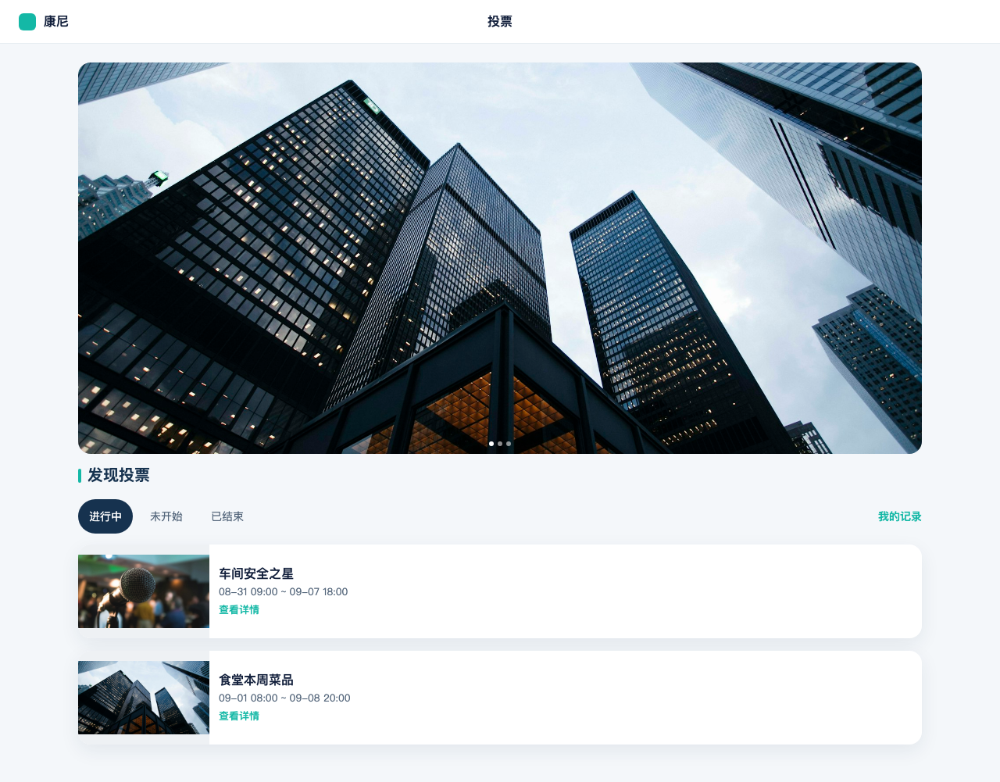 康尼
投票
发现投票
进行中
未开始
已结束
我的记录
车间安全之星
08-31 09:00 ~ 09-07 18:00
查看详情
食堂本周菜品
09-01 08:00 ~ 09-08 20:00
查看详情